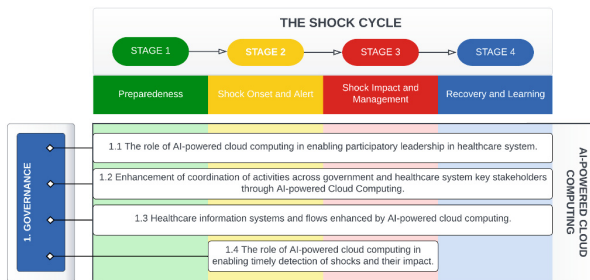 THE SHOCK CYCLE
STAGE 1
STAGE 2
STAGE 3
STAGE 4
Preparedeness
Shock Onset and Alert
Shock Impact and
Management
Recovery and Learning
1. GOVERNANCE
1.1 The role of AI-powered cloud computing in enabling participatory leadership in healthcare system.
1.2 Enhancement of coordination of activities across government and healthcare system key stakeholders
through AI-powered Cloud Computing.
1.3 Healthcare information systems and flows enhanced by AI-powered cloud computing.
1.4 The role of AI-powered cloud computing in
enabling timely detection of shocks and their impact.
AI-POWERED CLOUD
COMPUTING